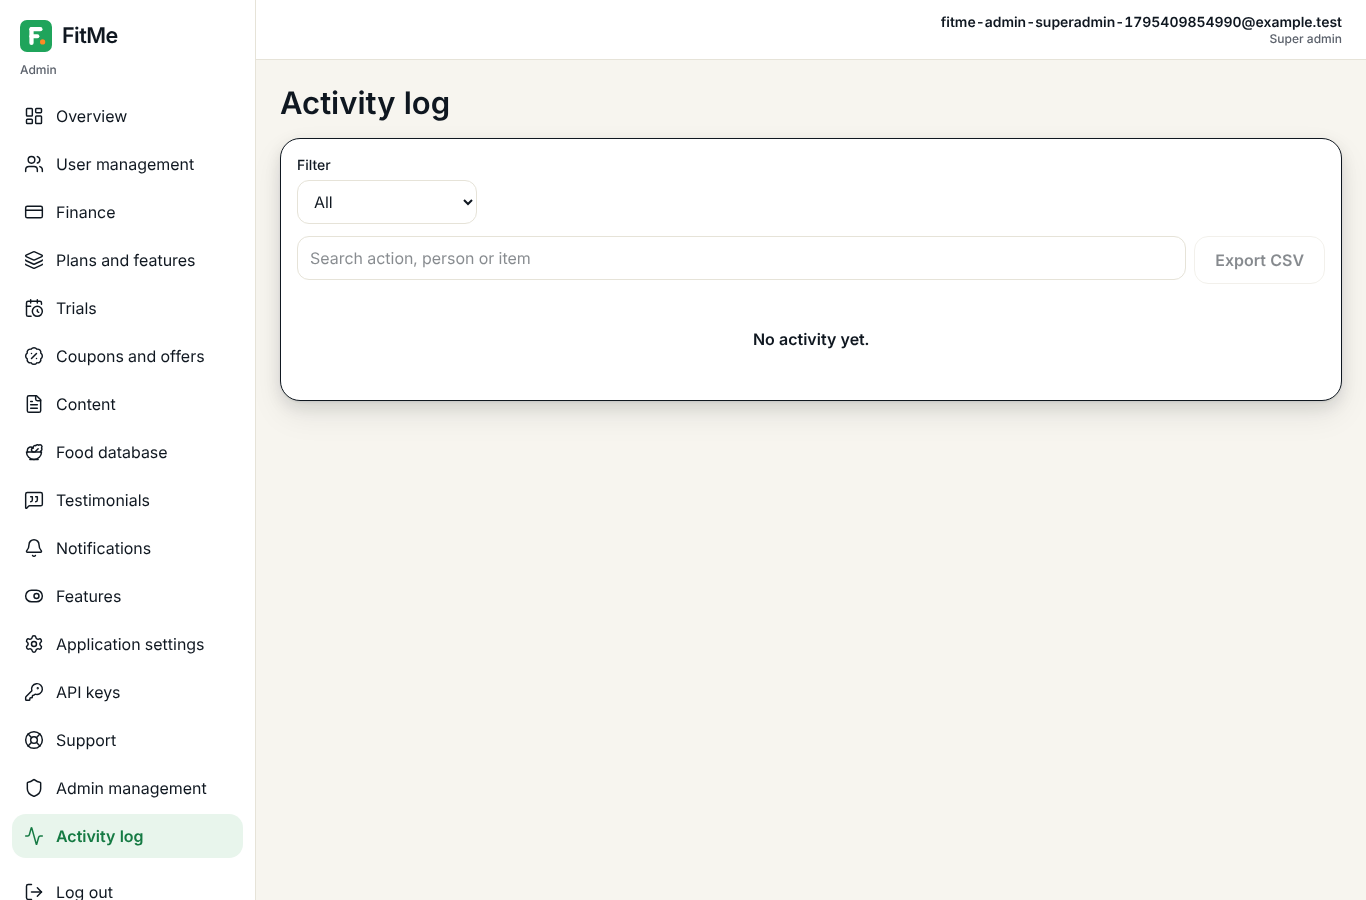 FitMe
Admin
Overview
User management
Finance
Plans and features
Trials
Coupons and offers
Content
Food database
Testimonials
Notifications
Features
Application settings
API keys
Support
Admin management
Activity log
Log out
fitme-admin-superadmin-1795409854990@example.test
Super admin
Activity log
Filter
All
Search action, person or item
Export CSV
No activity yet.